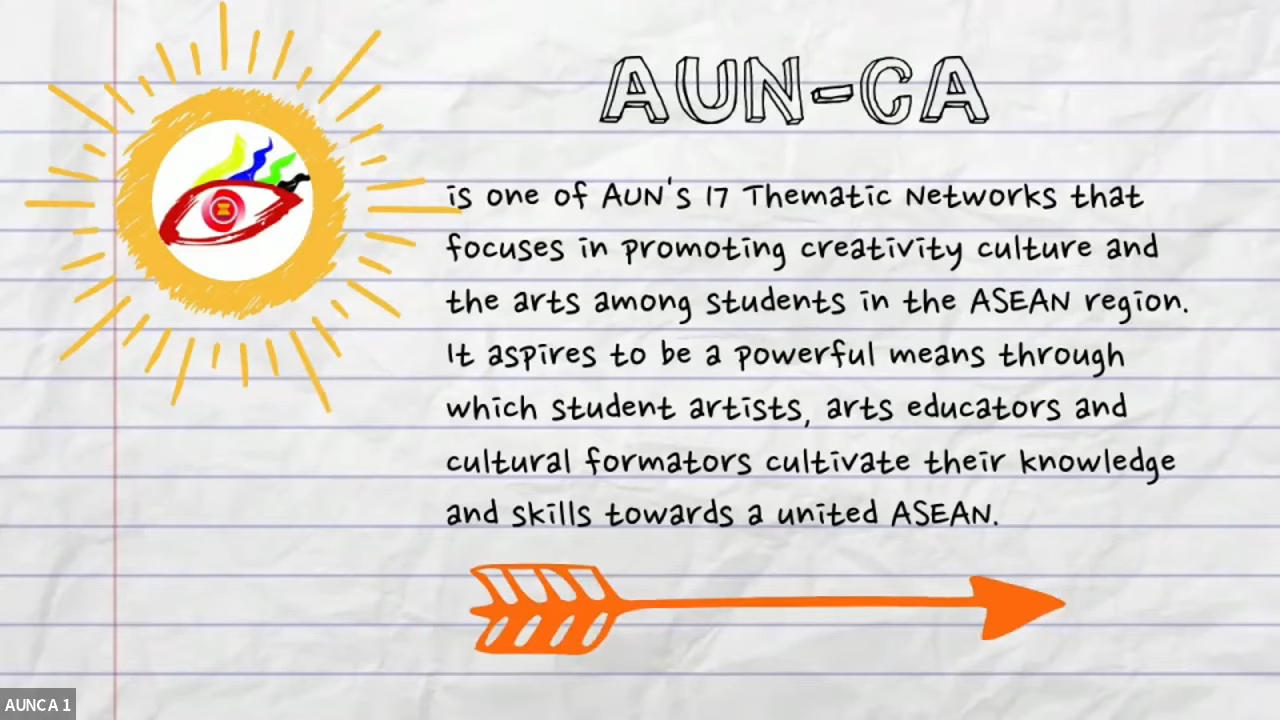 AUN-CA
is one of AUN's 17 Thematic Networks that
focuses in promoting creativity culture and
the arts among students in the ASEAN region.
It aspires to be a powerful means through
which student artists, arts educators and
cultural formators cultivate their knowledge
and skills towards a united ASEAN.
AUNCA 1